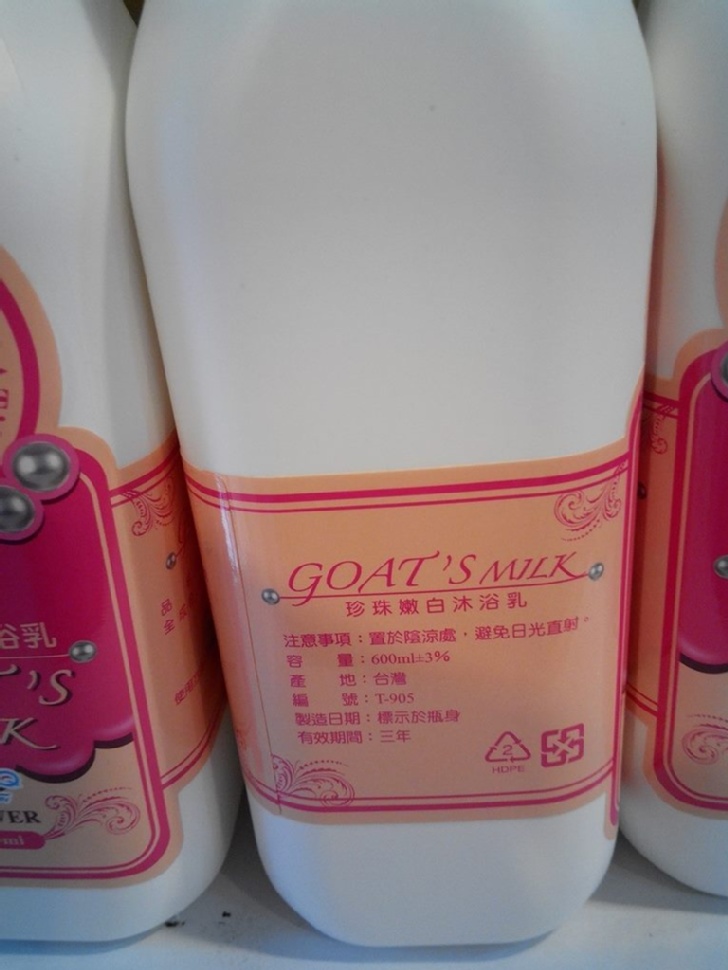 GOAT'S MILK
珍珠嫩白沐浴乳
注意事項：置於陰涼處，避免日光直射。
容　　量：600ml±3%
產　　地：台灣
編　　號：T-905
製造日期：標示於瓶身
有效期間：三年
2
HDPE
浴乳
T'S
K
VER